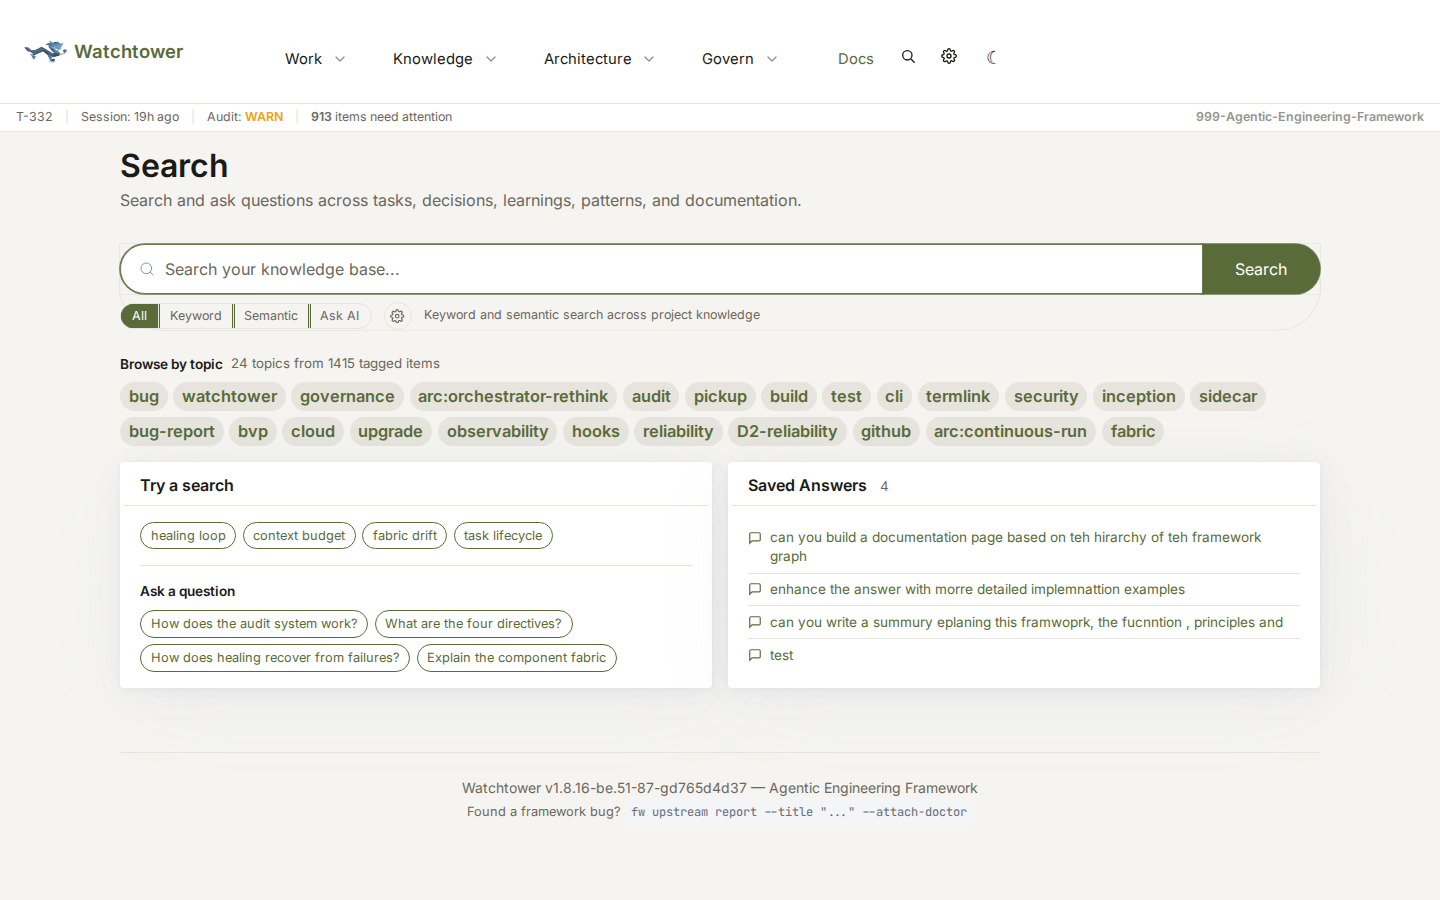 Watchtower
Work Knowledge Architecture Govern Docs
T-332 Session: 19h ago Audit: WARN 913 items need attention 999-Agentic-Engineering-Framework
Search
Search and ask questions across tasks, decisions, learnings, patterns, and documentation.
Search your knowledge base... Search
All Keyword Semantic Ask AI Keyword and semantic search across project knowledge
Browse by topic 24 topics from 1415 tagged items
bug watchtower governance arc:orchestrator-rethink audit pickup build test cli termlink security inception sidecar
bug-report bvp cloud upgrade observability hooks reliability D2-reliability github arc:continuous-run fabric
Try a search
healing loop context budget fabric drift task lifecycle
Ask a question
How does the audit system work? What are the four directives?
How does healing recover from failures? Explain the component fabric
Saved Answers 4
can you build a documentation page based on teh hirarchy of teh framework
graph
enhance the answer with morre detailed implemnattion examples
can you write a summury eplaning this framwoprk, the fucnntion , principles and
test
Watchtower v1.8.16-be.51-87-gd765d4d37 — Agentic Engineering Framework
Found a framework bug? fw upstream report --title "..." --attach-doctor